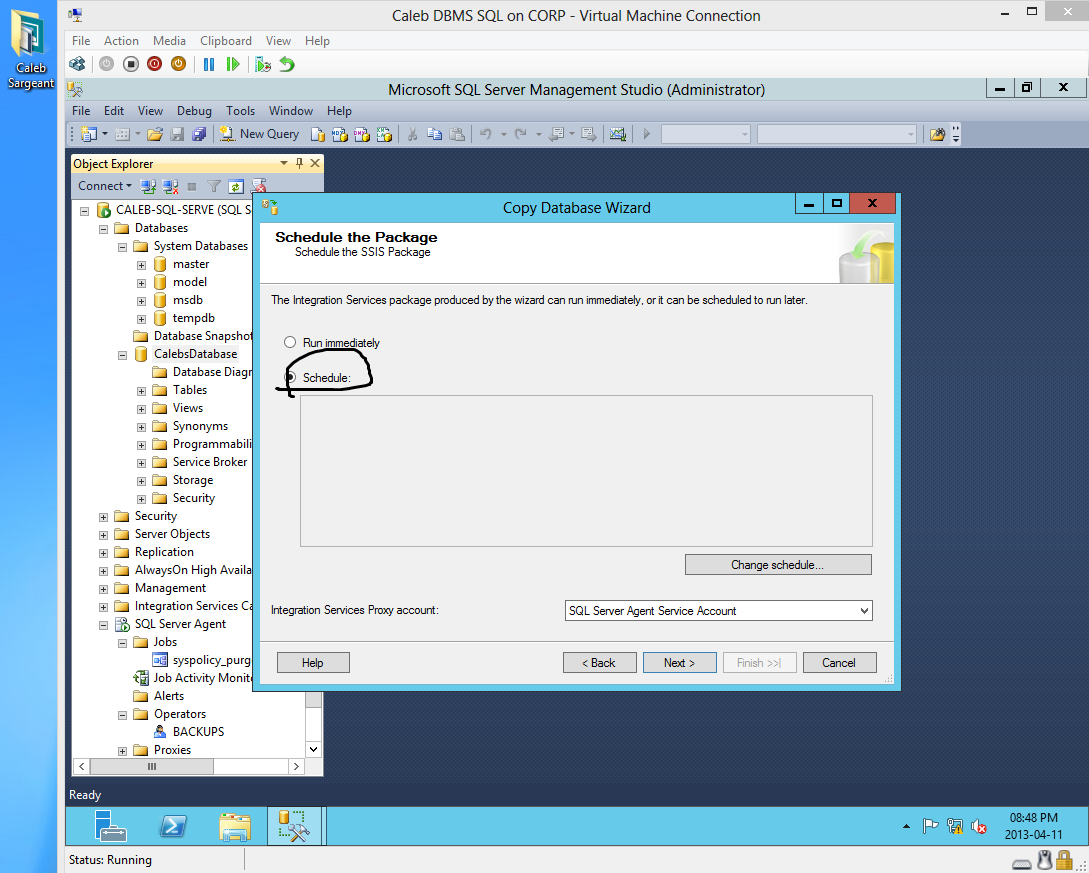 Caleb
Sargeant
Caleb DBMS SQL on CORP - Virtual Machine Connection
File Action Media Clipboard View Help
Microsoft SQL Server Management Studio (Administrator)
File Edit View Debug Tools Window Help
New Query
Object Explorer
Connect
CALEB-SQL-SERVE (SQL S
Databases
System Databases
master
model
msdb
tempdb
Database Snapshot
CalebsDatabase
Database Diagr
Tables
Views
Synonyms
Programmabili
Service Broker
Storage
Security
Security
Server Objects
Replication
AlwaysOn High Availa
Management
Integration Services Ca
SQL Server Agent
Jobs
syspolicy_purg
Job Activity Monito
Alerts
Operators
BACKUPS
Proxies
Copy Database Wizard
Schedule the Package
Schedule the SSIS Package
The Integration Services package produced by the wizard can run immediately, or it can be scheduled to run later.
Run immediately
Schedule:
Change schedule...
Integration Services Proxy account:
SQL Server Agent Service Account
Help
< Back
Next >
Finish >>|
Cancel
Ready
08:48 PM
2013-04-11
Status: Running